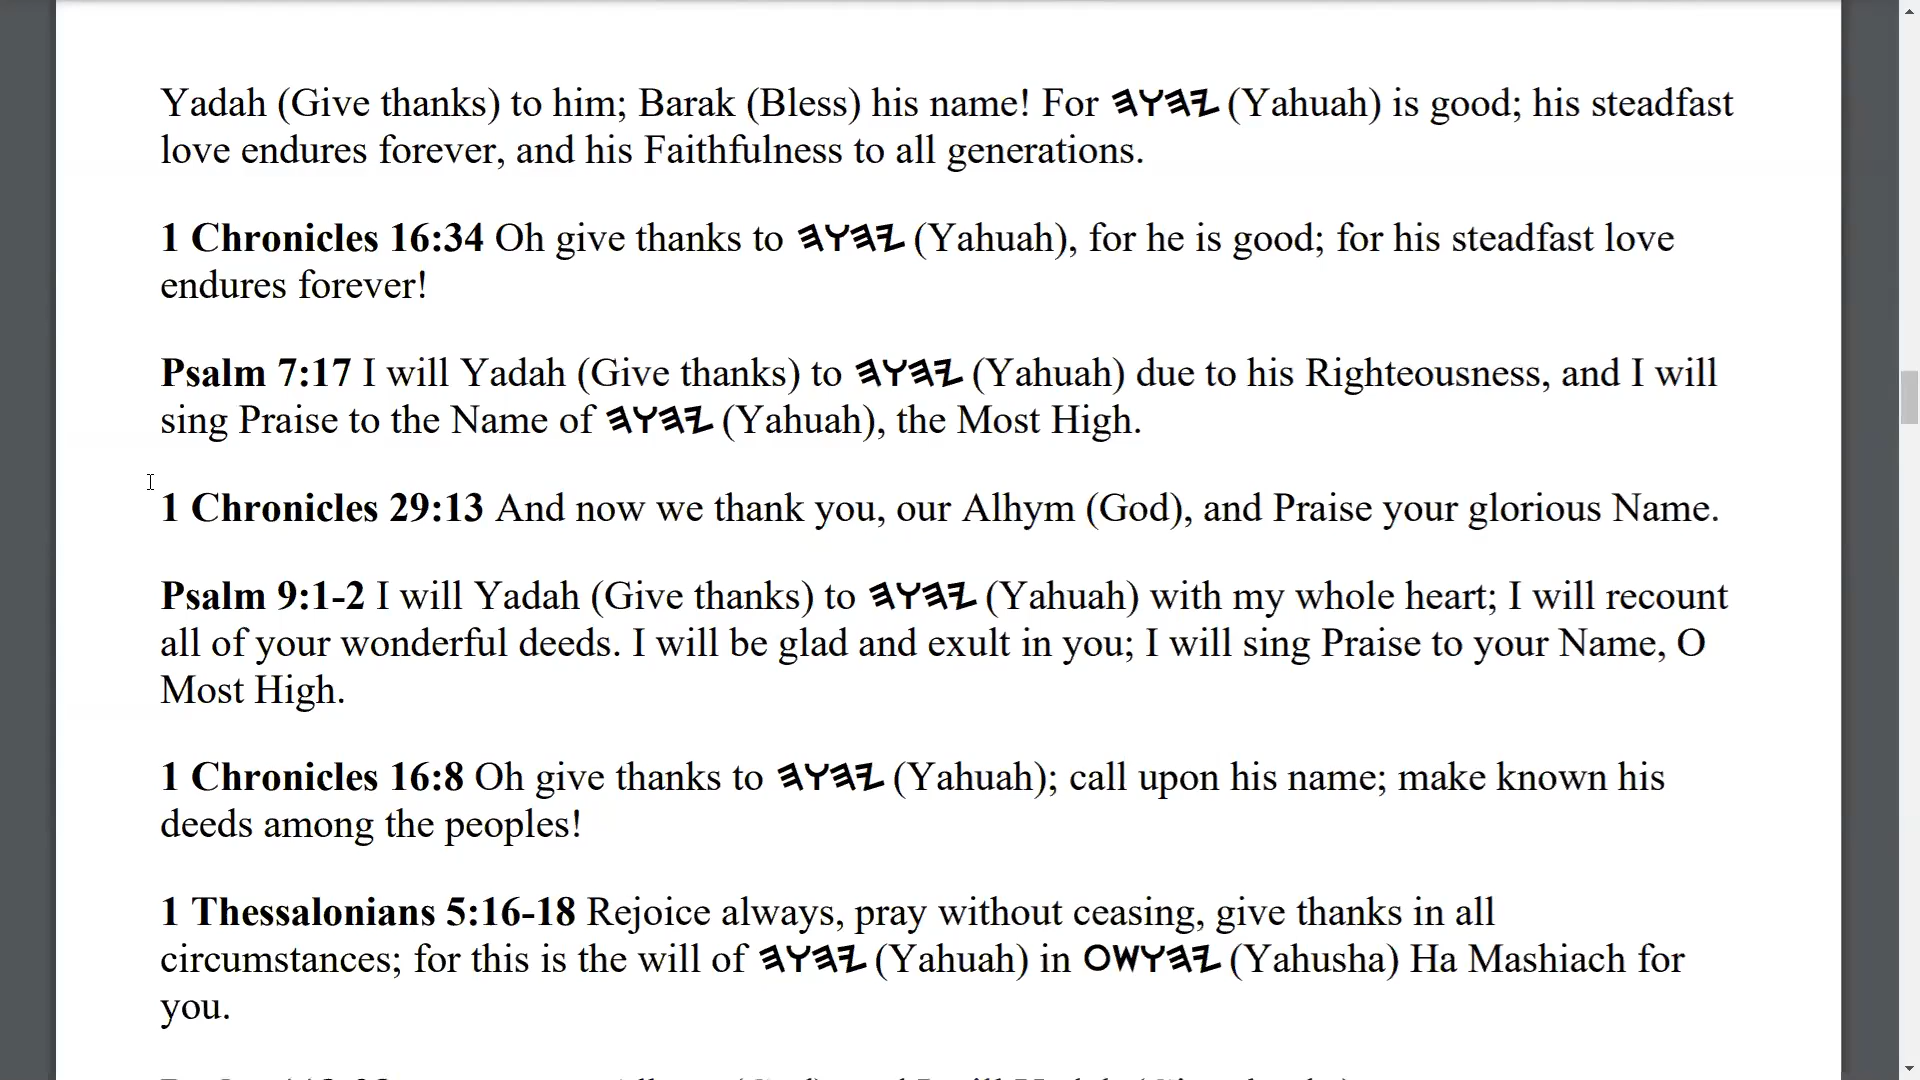 Yadah (Give thanks) to him; Barak (Bless) his name! For 𐤉𐤄𐤅𐤄 (Yahuah) is good; his steadfast
love endures forever, and his Faithfulness to all generations.
1 Chronicles 16:34 Oh give thanks to 𐤉𐤄𐤅𐤄 (Yahuah), for he is good; for his steadfast love
endures forever!
Psalm 7:17 I will Yadah (Give thanks) to 𐤉𐤄𐤅𐤄 (Yahuah) due to his Righteousness, and I will
sing Praise to the Name of 𐤉𐤄𐤅𐤄 (Yahuah), the Most High.
1 Chronicles 29:13 And now we thank you, our Alhym (God), and Praise your glorious Name.
Psalm 9:1-2 I will Yadah (Give thanks) to 𐤉𐤄𐤅𐤄 (Yahuah) with my whole heart; I will recount
all of your wonderful deeds. I will be glad and exult in you; I will sing Praise to your Name, O
Most High.
1 Chronicles 16:8 Oh give thanks to 𐤉𐤄𐤅𐤄 (Yahuah); call upon his name; make known his
deeds among the peoples!
1 Thessalonians 5:16-18 Rejoice always, pray without ceasing, give thanks in all
circumstances; for this is the will of 𐤉𐤄𐤅𐤄 (Yahuah) in 𐤉𐤄𐤅𐤔𐤏 (Yahusha) Ha Mashiach for
you.